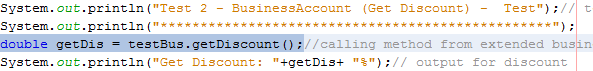 System.out.println("Test 2 - BusinessAccount (Get Discount) - Test");// t
System.out.println("**************************************************");
double getDis = testBus.getDiscount();//calling method from extended busin
System.out.println("Get Discount: "+getDis+ "%");// output for discount